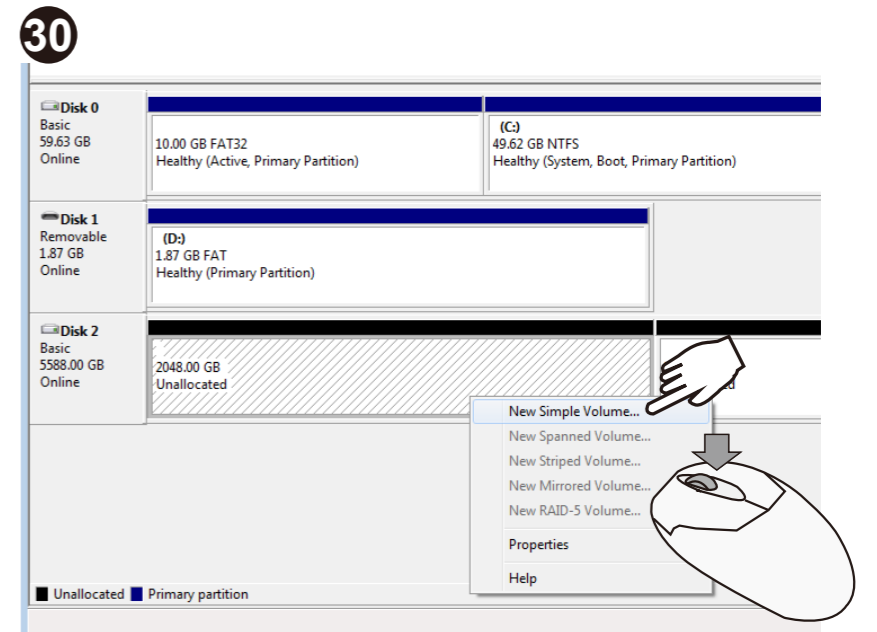 30
Disk 0
Basic
59.63 GB
Online
10.00 GB FAT32
Healthy (Active, Primary Partition)
(C:)
49.62 GB NTFS
Healthy (System, Boot, Primary Partition)
Disk 1
Removable
1.87 GB
Online
(D:)
1.87 GB FAT
Healthy (Primary Partition)
Disk 2
Basic
5588.00 GB
Online
2048.00 GB
Unallocated
New Simple Volume...
New Spanned Volume...
New Striped Volume...
New Mirrored Volume...
New RAID-5 Volume...
Properties
Help
Unallocated
Primary partition